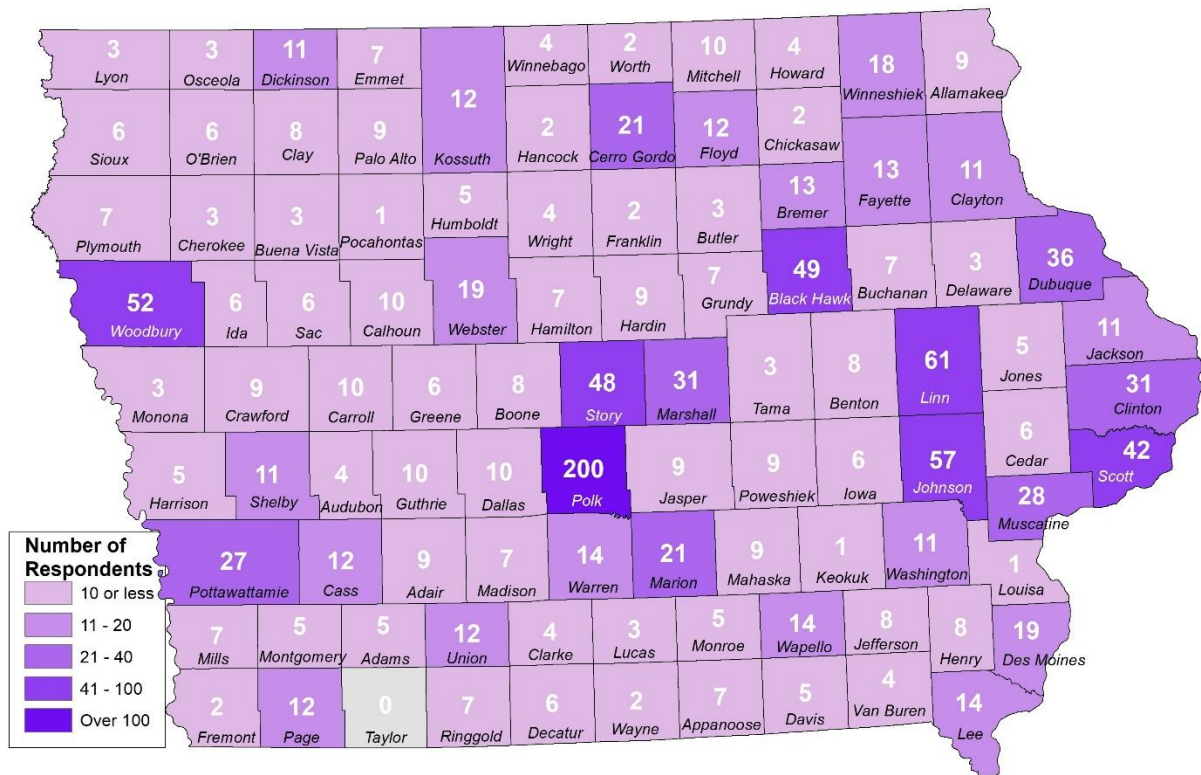 3
Lyon
3
Osceola
11
Dickinson
7
Emmet
12
Kossuth
4
Winnebago
2
Worth
10
Mitchell
4
Howard
18
Winneshiek
9
Allamakee
6
Sioux
6
O'Brien
8
Clay
9
Palo Alto
2
Hancock
21
Cerro Gordo
12
Floyd
2
Chickasaw
13
Fayette
11
Clayton
7
Plymouth
3
Cherokee
3
Buena Vista
1
Pocahontas
5
Humboldt
4
Wright
2
Franklin
3
Butler
13
Bremer
52
Woodbury
6
Ida
6
Sac
10
Calhoun
19
Webster
7
Hamilton
9
Hardin
7
Grundy
49
Black Hawk
7
Buchanan
3
Delaware
36
Dubuque
3
Monona
9
Crawford
10
Carroll
6
Greene
8
Boone
48
Story
31
Marshall
3
Tama
8
Benton
61
Linn
5
Jones
11
Jackson
31
Clinton
5
Harrison
11
Shelby
4
Audubon
10
Guthrie
10
Dallas
200
Polk
9
Jasper
9
Poweshiek
6
Iowa
57
Johnson
6
Cedar
42
Scott
28
Muscatine
27
Pottawattamie
12
Cass
9
Adair
7
Madison
14
Warren
21
Marion
9
Mahaska
1
Keokuk
11
Washington
1
Louisa
7
Mills
5
Montgomery
5
Adams
12
Union
4
Clarke
3
Lucas
5
Monroe
14
Wapello
8
Jefferson
8
Henry
19
Des Moines
2
Fremont
12
Page
0
Taylor
7
Ringgold
6
Decatur
2
Wayne
7
Appanoose
5
Davis
4
Van Buren
14
Lee
Number of
Respondents
10 or less
11 - 20
21 - 40
41 - 100
Over 100